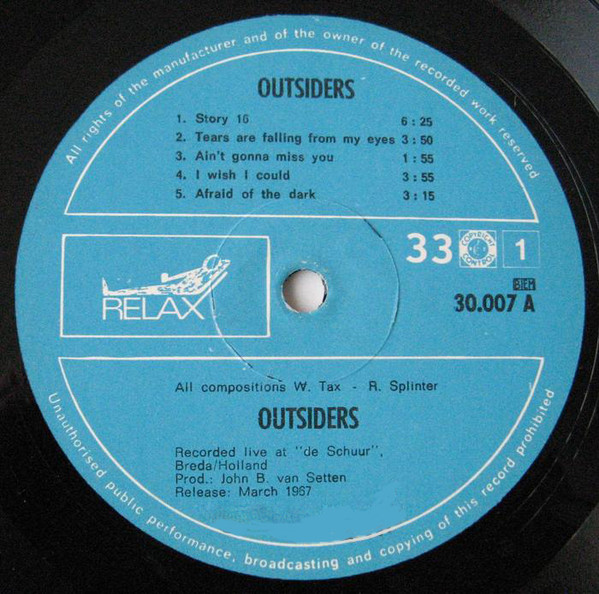 All rights of the manufacturer and of the owner of the recorded work reserved
OUTSIDERS
1. Story 16 6 : 25
2. Tears are falling from my eyes 3 : 50
3. Ain't gonna miss you 1 : 55
4. I wish I could 3 : 55
5. Afraid of the dark 3 : 15
33 COPYRIGHT CONTROL 1
RELAX
BIEM
30.007 A
All compositions W. Tax - R. Splinter
OUTSIDERS
Recorded live at "de Schuur",
Breda/Holland
Prod.: John B. van Setten
Release: March 1967
Unauthorised public performance, broadcasting and copying of this record prohibited